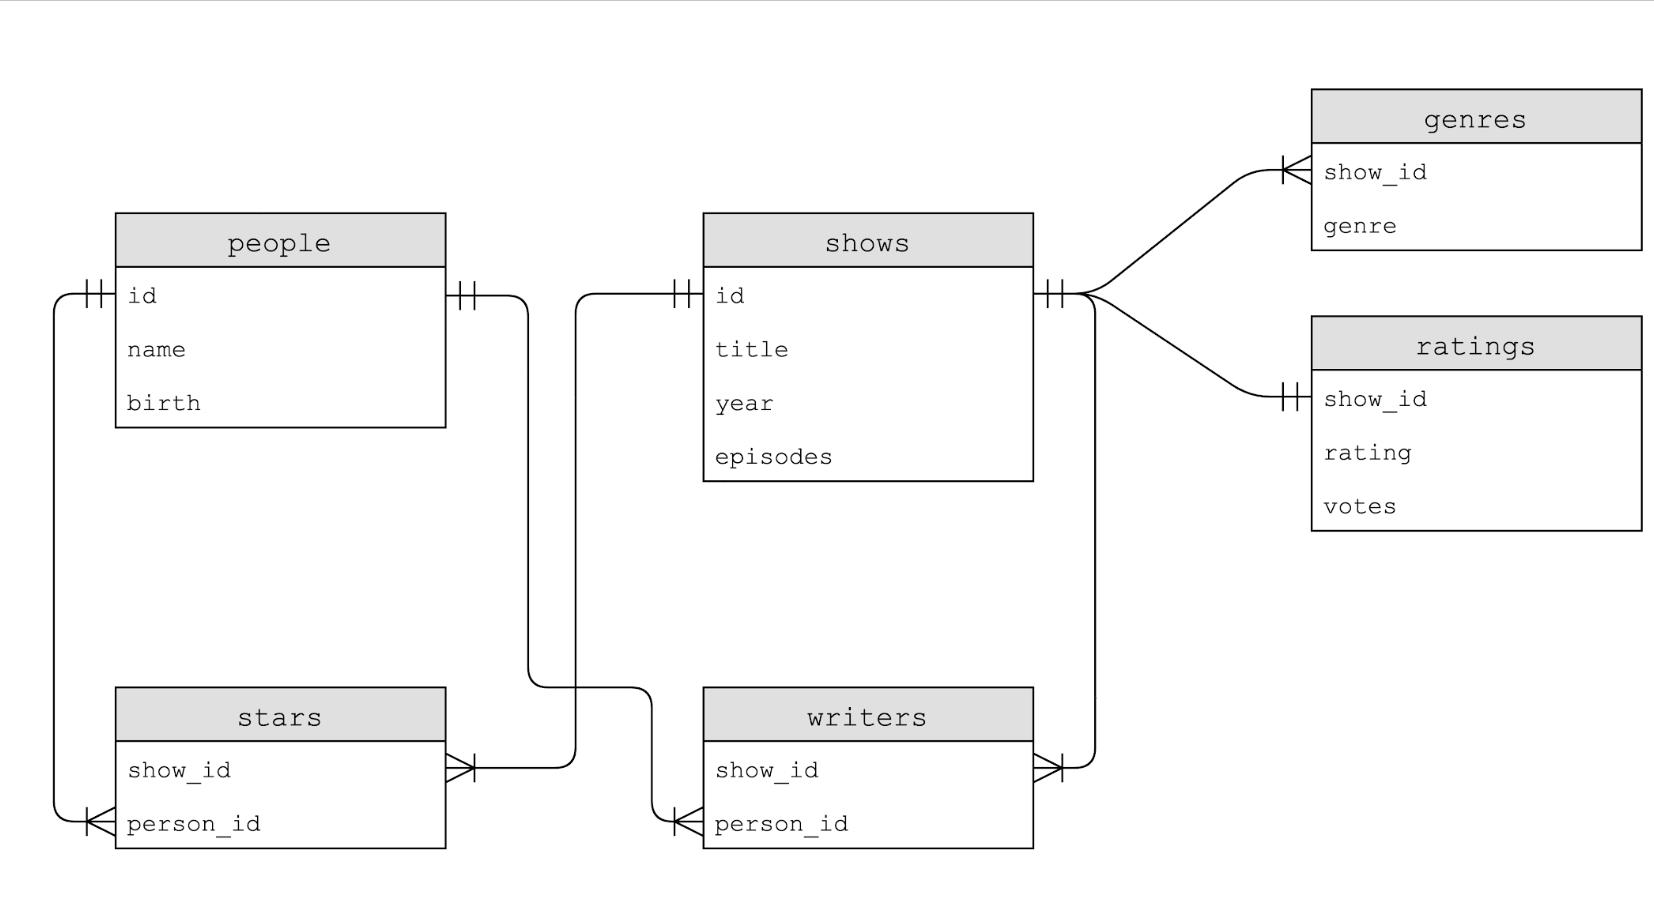 people
id
name
birth
shows
id
title
year
episodes
genres
show_id
genre
ratings
show_id
rating
votes
stars
show_id
person_id
writers
show_id
person_id